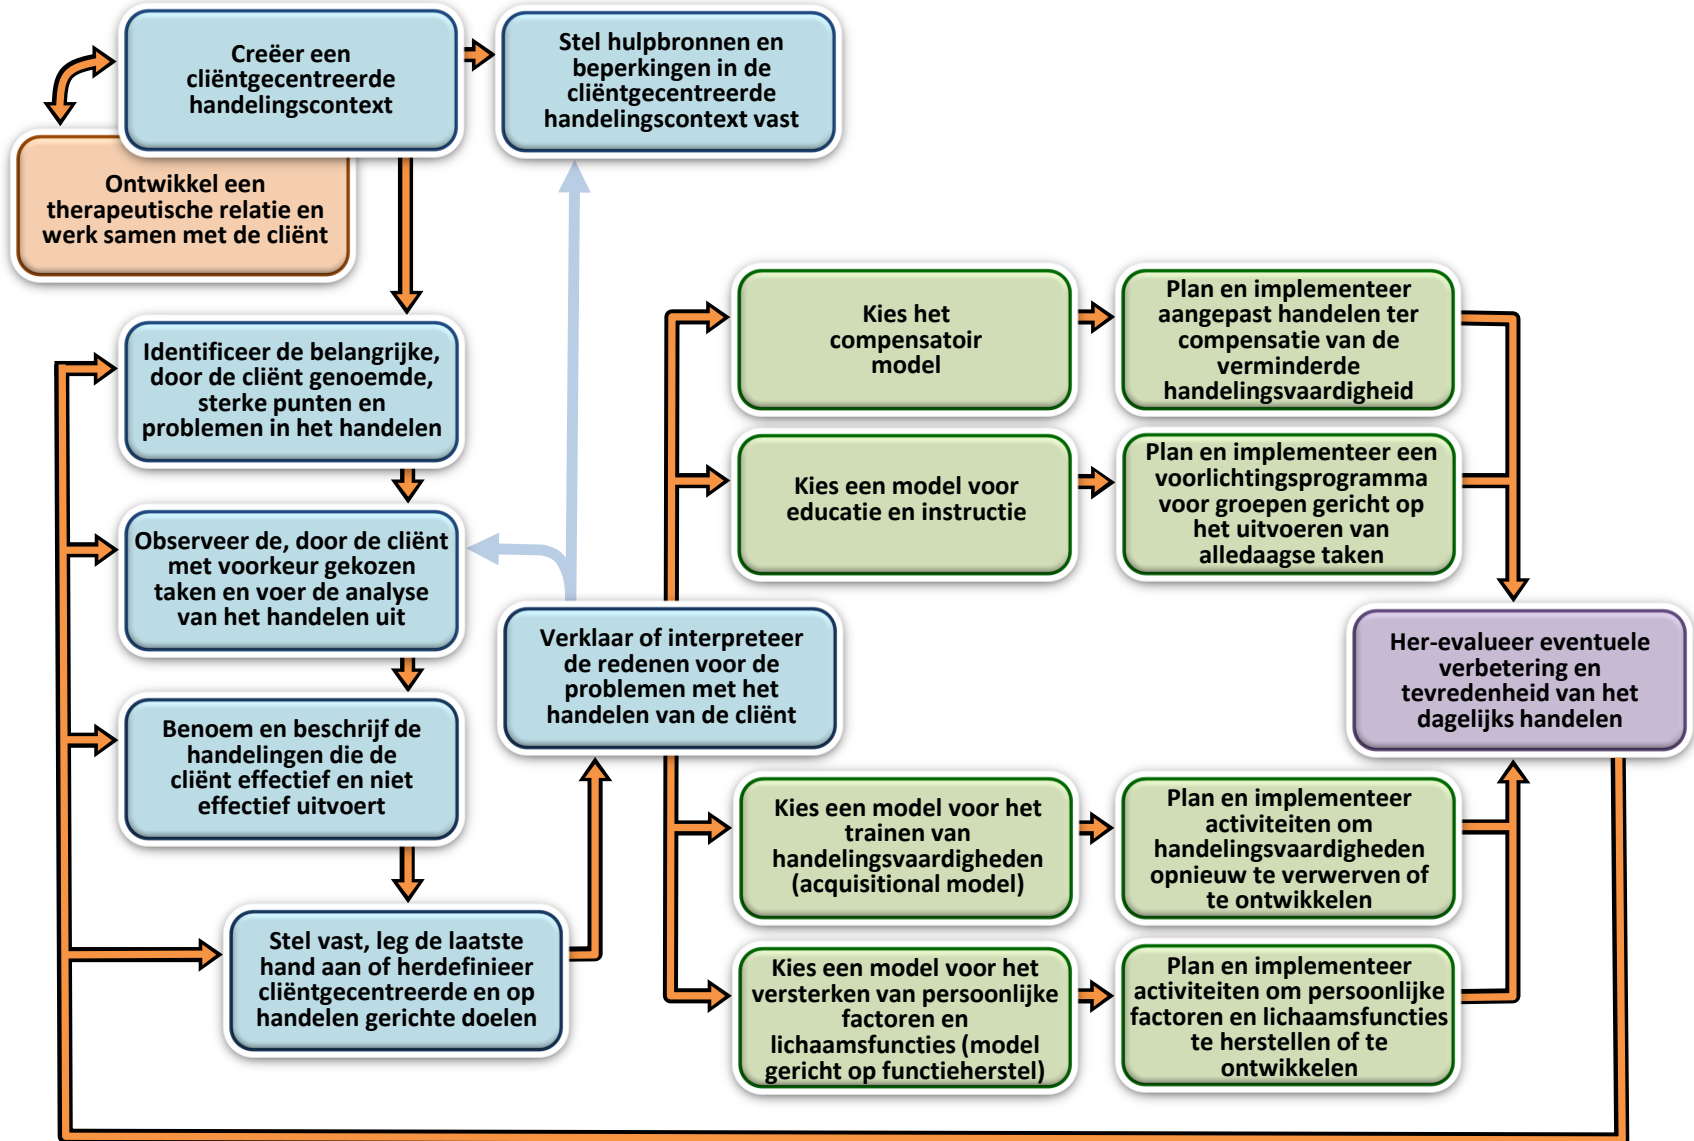 Creëer een
cliëntgecentreerde
handelingscontext
Stel hulpbronnen en
beperkingen in de
cliëntgecentreerde
handelingscontext vast
Ontwikkel een
therapeutische relatie en
werk samen met de cliënt
Identificeer de belangrijke,
door de cliënt genoemde,
sterke punten en
problemen in het handelen
Observeer de, door de cliënt
met voorkeur gekozen
taken en voer de analyse
van het handelen uit
Benoem en beschrijf de
handelingen die de
cliënt effectief en niet
effectief uitvoert
Stel vast, leg de laatste
hand aan of herdefinieer
cliëntgecentreerde en op
handelen gerichte doelen
Verklaar of interpreteer
de redenen voor de
problemen met het
handelen van de cliënt
Kies het
compensatoir
model
Plan en implementeer
aangepast handelen ter
compensatie van de
verminderde
handelingsvaardigheid
Kies een model voor
educatie en instructie
Plan en implementeer een
voorlichtingsprogramma
voor groepen gericht op
het uitvoeren van
alledaagse taken
Kies een model voor het
trainen van
handelingsvaardigheden
(acquisitional model)
Plan en implementeer
activiteiten om
handelingsvaardigheden
opnieuw te verwerven of
te ontwikkelen
Kies een model voor het
versterken van persoonlijke
factoren en
lichaamsfuncties (model
gericht op functieherstel)
Plan en implementeer
activiteiten om persoonlijke
factoren en lichaamsfuncties
te herstellen of te
ontwikkelen
Her-evalueer eventuele
verbetering en
tevredenheid van het
dagelijks handelen